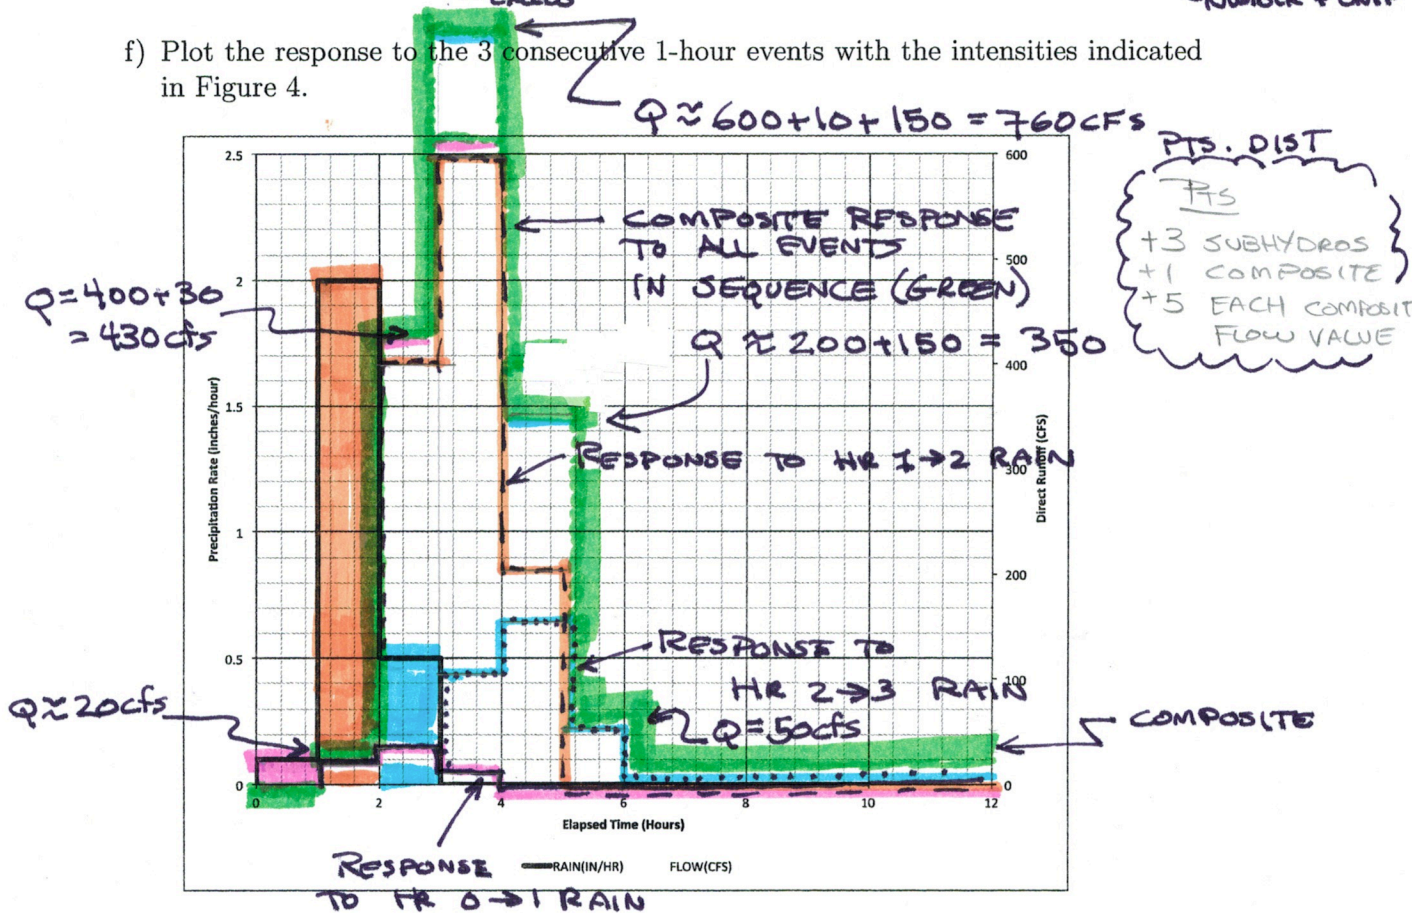 f) Plot the response to the 3 consecutive 1-hour events with the intensities indicated
in Figure 4.
Q ≈ 600+10+150 = 760CFS
PTS. DIST
PTS
+3 SUBHYDROS
+1 COMPOSITE
+5 EACH COMPOSIT
FLOW VALUE
2.5
600
COMPOSITE RESPONSE
TO ALL EVENTS
IN SEQUENCE (GREEN)
500
2
Q=400+30
= 430cfs
Q ≈ 200+150 = 350
400
1.5
RESPONSE TO HR 1→2 RAIN
300
Precipitation Rate (inches/hour)
Direct Runoff (CFS)
1
200
0.5
RESPONSE TO
HR 2→3 RAIN
100
Q≈20cfs
Q=50cfs
COMPOSITE
0
0
0
2
4
6
8
10
12
Elapsed Time (Hours)
RESPONSE
TO HR 0→1 RAIN
RAIN(IN/HR)
FLOW(CFS)